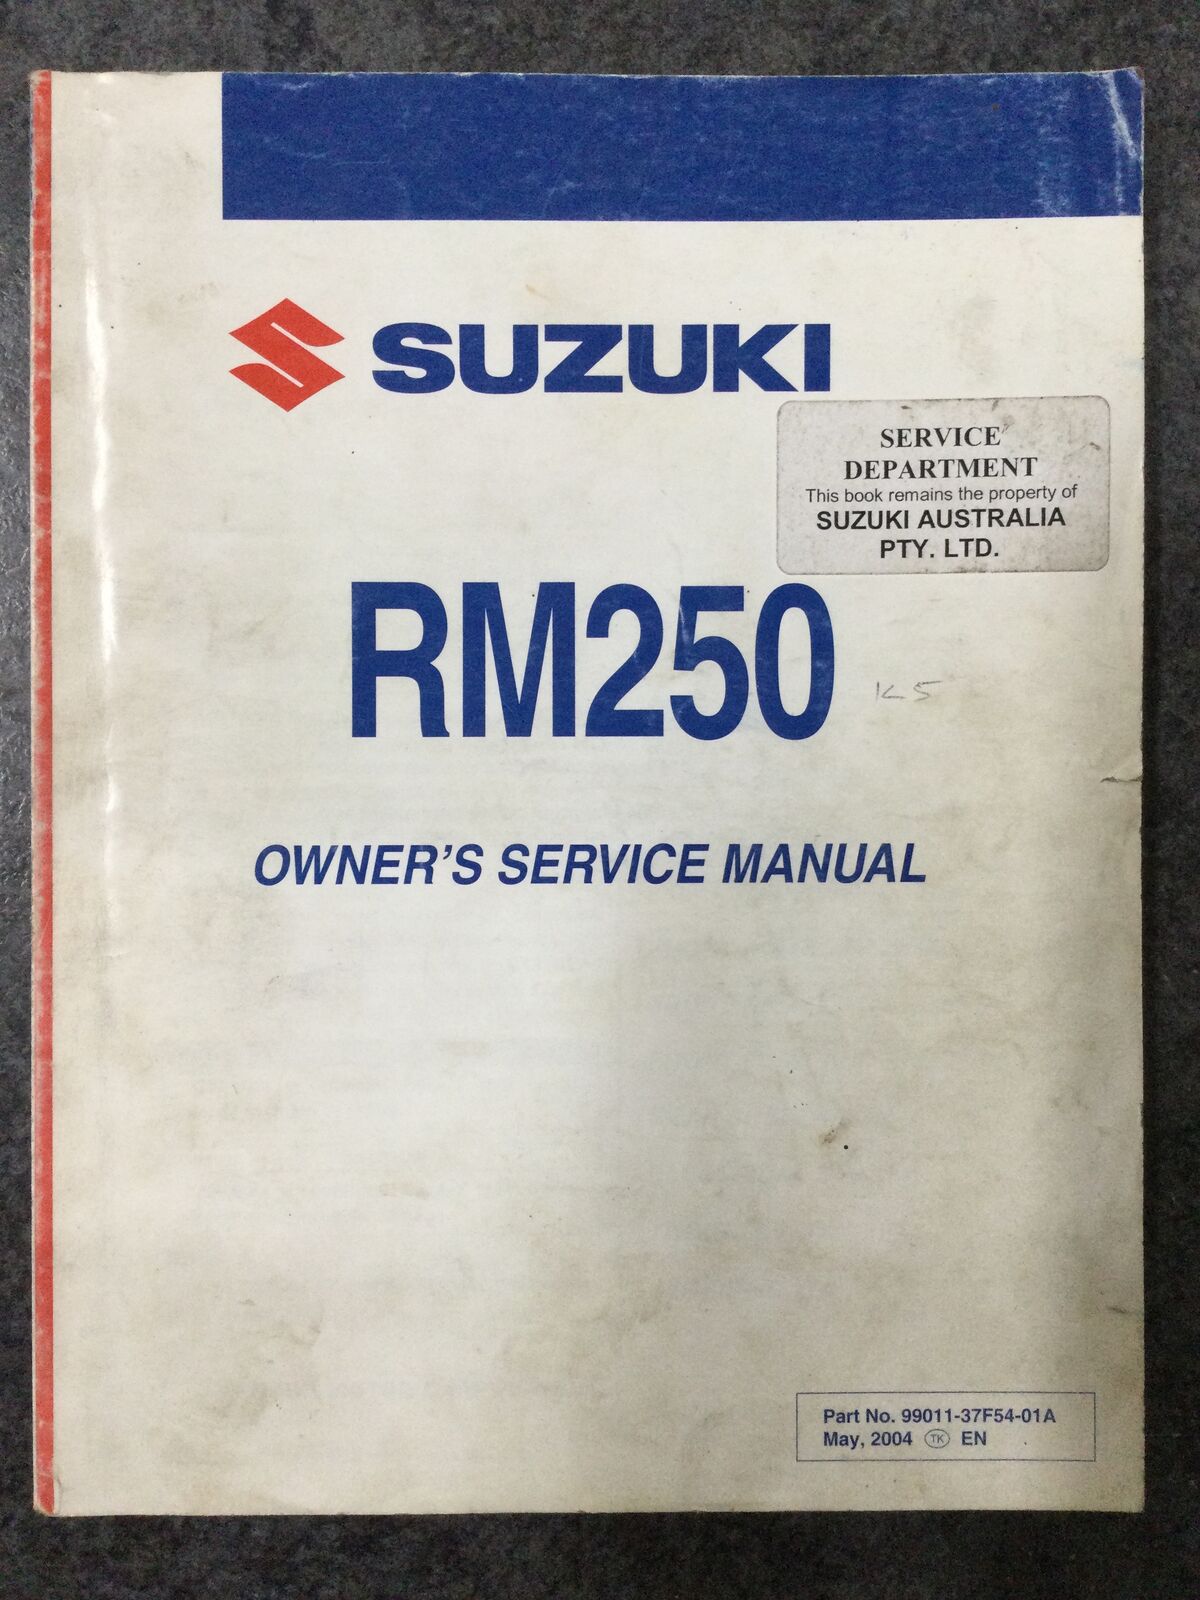 SUZUKI
SERVICE
DEPARTMENT
This book remains the property of
SUZUKI AUSTRALIA
PTY. LTD.
RM250
K5
OWNER'S SERVICE MANUAL
Part No. 99011-37F54-01A
May, 2004 TK EN